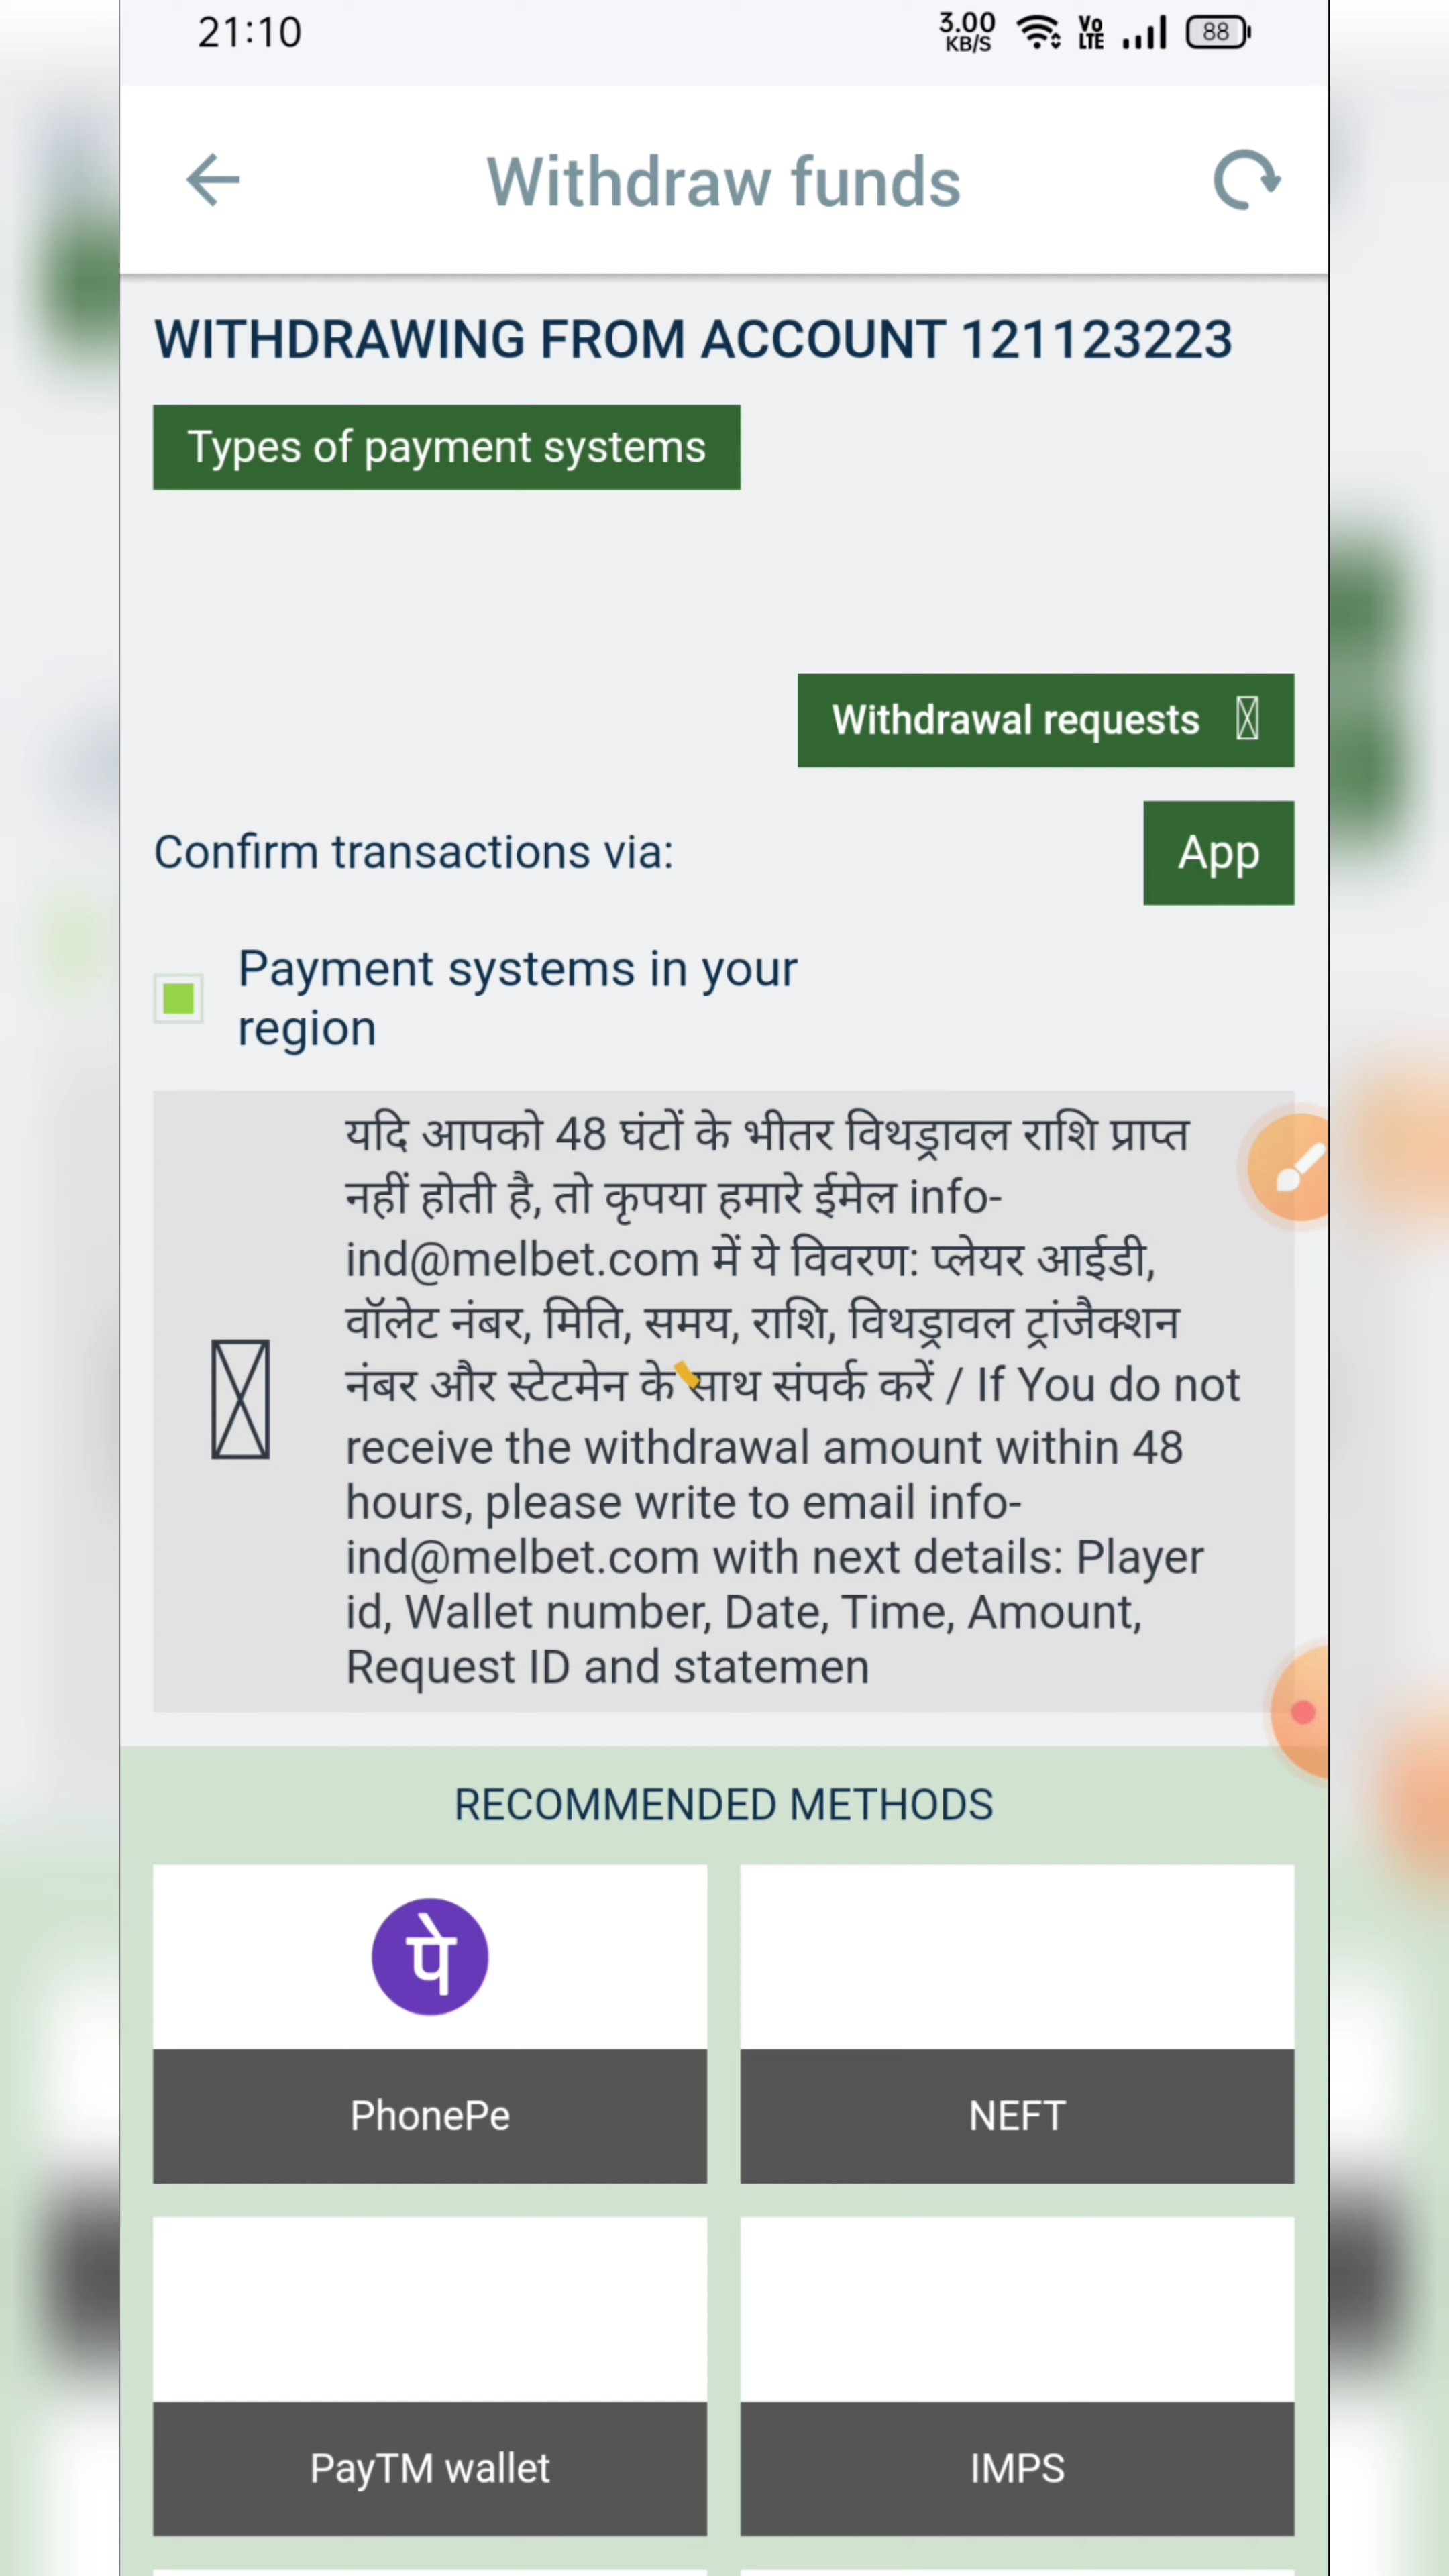 21:10
3.00
KB/S
Vo
LTE
88
Withdraw funds
WITHDRAWING FROM ACCOUNT 121123223
Types of payment systems
Withdrawal requests
Confirm transactions via:
App
Payment systems in your
region
यदि आपको 48 घंटों के भीतर विथड्रावल राशि प्राप्त
नहीं होती है, तो कृपया हमारे ईमेल info-
ind@melbet.com में ये विवरण: प्लेयर आईडी,
वॉलेट नंबर, मिति, समय, राशि, विथड्रावल ट्रांजैक्शन
नंबर और स्टेटमेन के साथ संपर्क करें / If You do not
receive the withdrawal amount within 48
hours, please write to email info-
ind@melbet.com with next details: Player
id, Wallet number, Date, Time, Amount,
Request ID and statemen
RECOMMENDED METHODS
पे
PhonePe
NEFT
PayTM wallet
IMPS